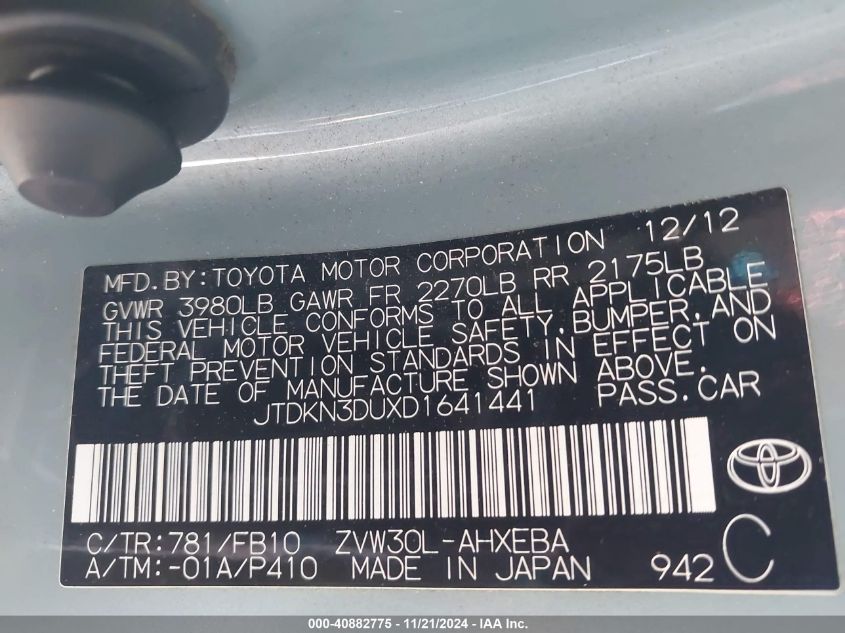 MFD.BY:TOYOTA MOTOR CORPORATION 12/12
GVWR 3980LB GAWR FR 2270LB RR 2175LB
THIS VEHICLE CONFORMS TO ALL APPLICABLE
FEDERAL MOTOR VEHICLE SAFETY,BUMPER,AND
THEFT PREVENTION STANDARDS IN EFFECT ON
THE DATE OF MANUFACTURE SHOWN ABOVE.
JTDKN3DUXD1641441 PASS.CAR
C/TR:781/FB10 ZVW30L-AHXEBA
A/TM:-01A/P410 MADE IN JAPAN 942 C
000-40882775 - 11/21/2024 - IAA Inc.